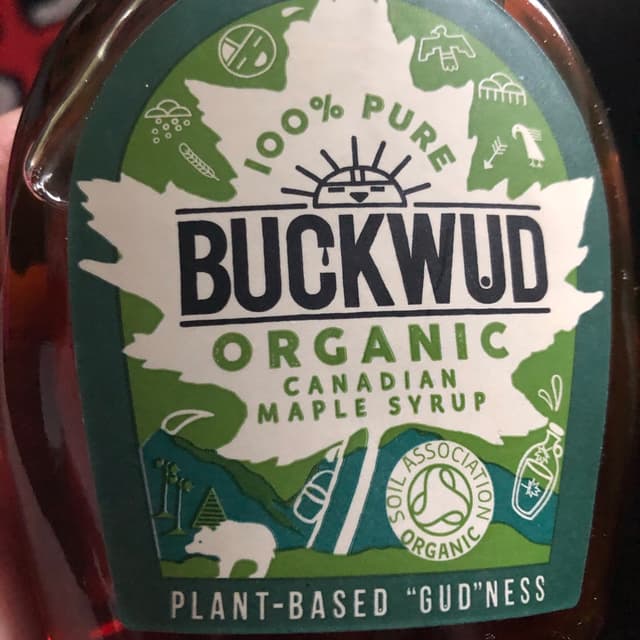 100% PURE
BUCKWUD
ORGANIC
CANADIAN
MAPLE SYRUP
SOIL ASSOCIATION
ORGANIC
PLANT-BASED "GUD"NESS